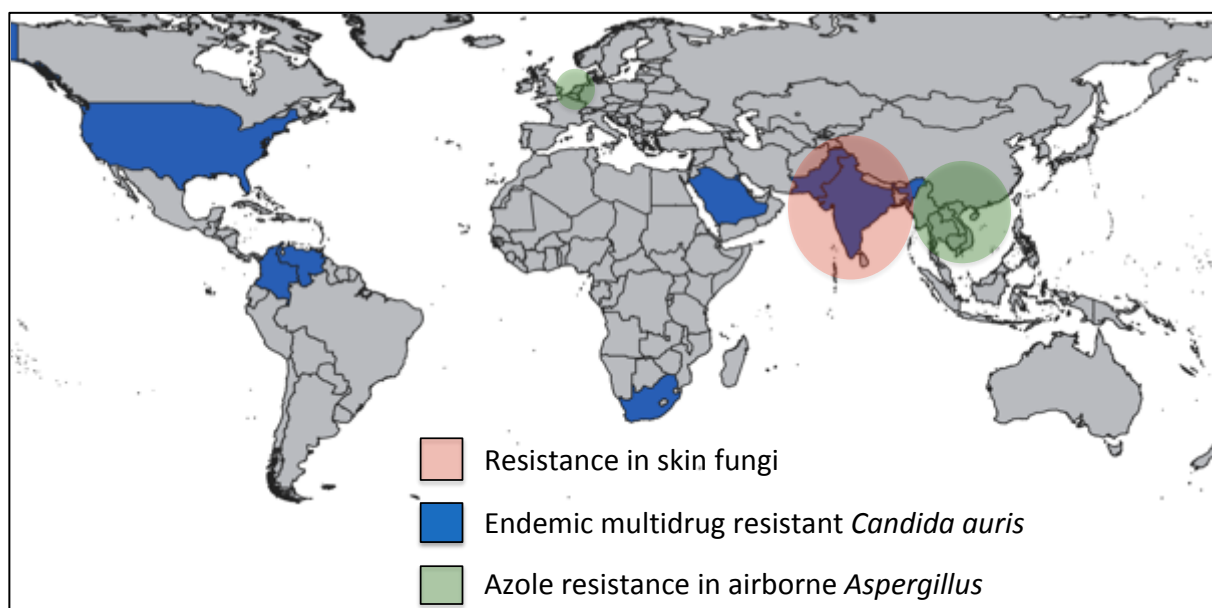 Resistance in skin fungi
Endemic multidrug resistant Candida auris
Azole resistance in airborne Aspergillus